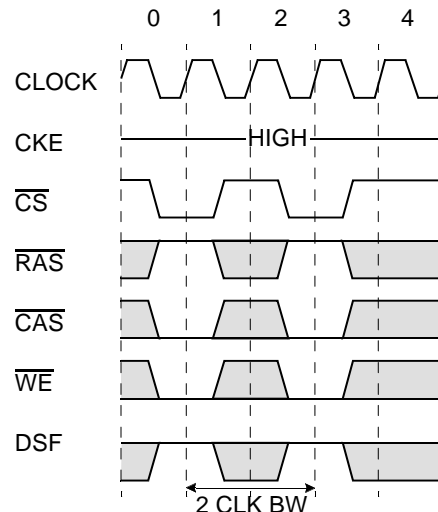 0 1 2 3 4
CLOCK
CKE
HIGH
CS
RAS
CAS
WE
DSF
2 CLK BW